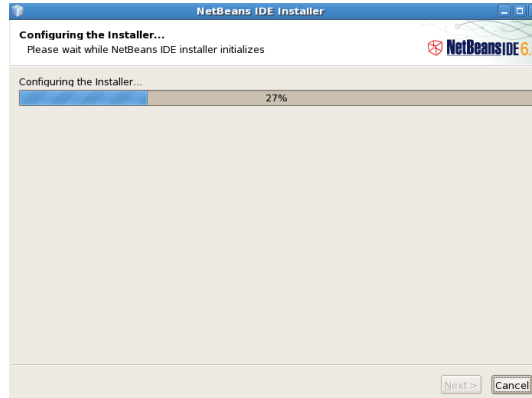 NetBeans IDE Installer
Configuring the Installer...
Please wait while NetBeans IDE installer initializes
NetBeans IDE 6.
Configuring the Installer...
27%
Next >
Cancel